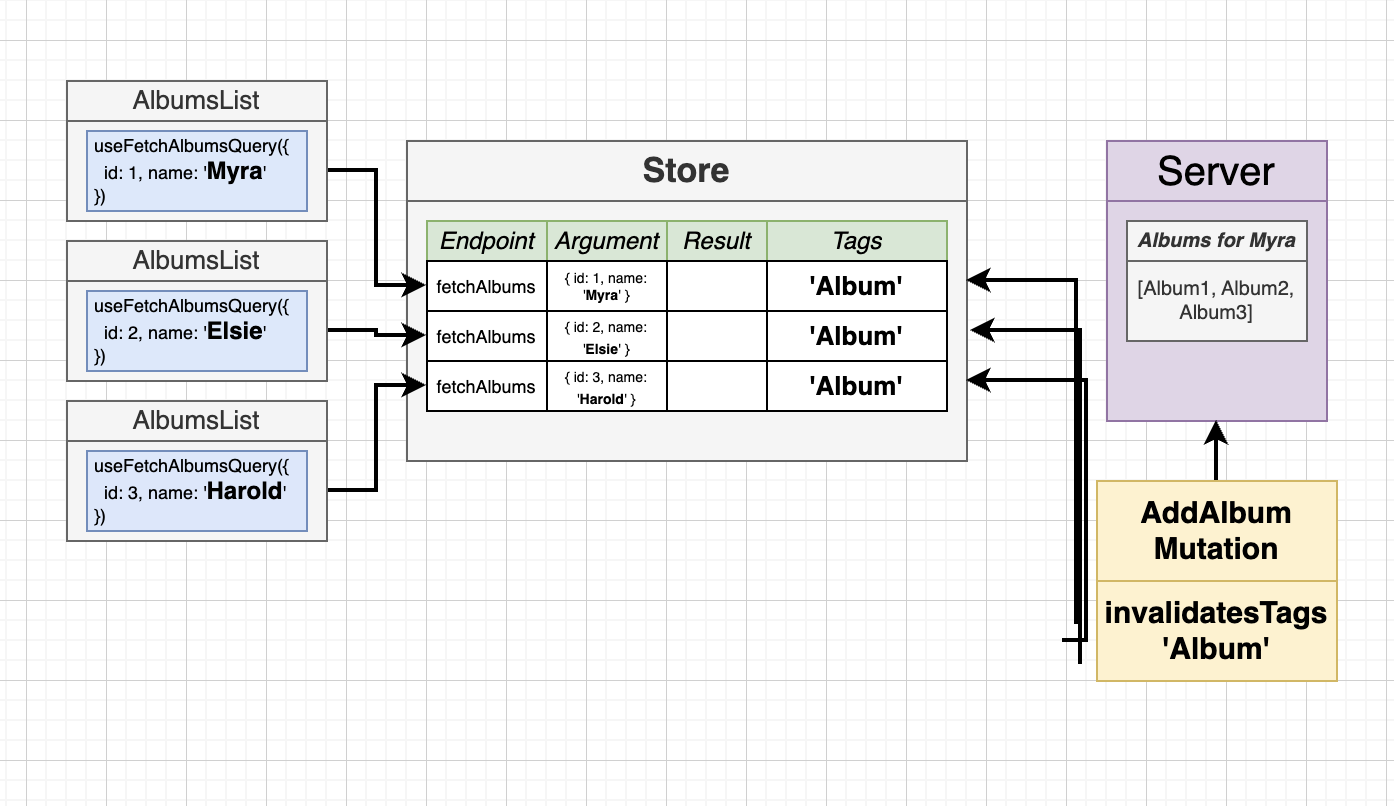 AlbumsList
useFetchAlbumsQuery({
id: 1, name: 'Myra'
})
AlbumsList
useFetchAlbumsQuery({
id: 2, name: 'Elsie'
})
AlbumsList
useFetchAlbumsQuery({
id: 3, name: 'Harold'
})
Store
Endpoint Argument Result Tags
fetchAlbums { id: 1, name: 'Album'
'Myra' }
fetchAlbums { id: 2, name: 'Album'
'Elsie' }
fetchAlbums { id: 3, name: 'Album'
'Harold' }
Server
Albums for Myra
[Album1, Album2,
Album3]
AddAlbum
Mutation
invalidatesTags
'Album'